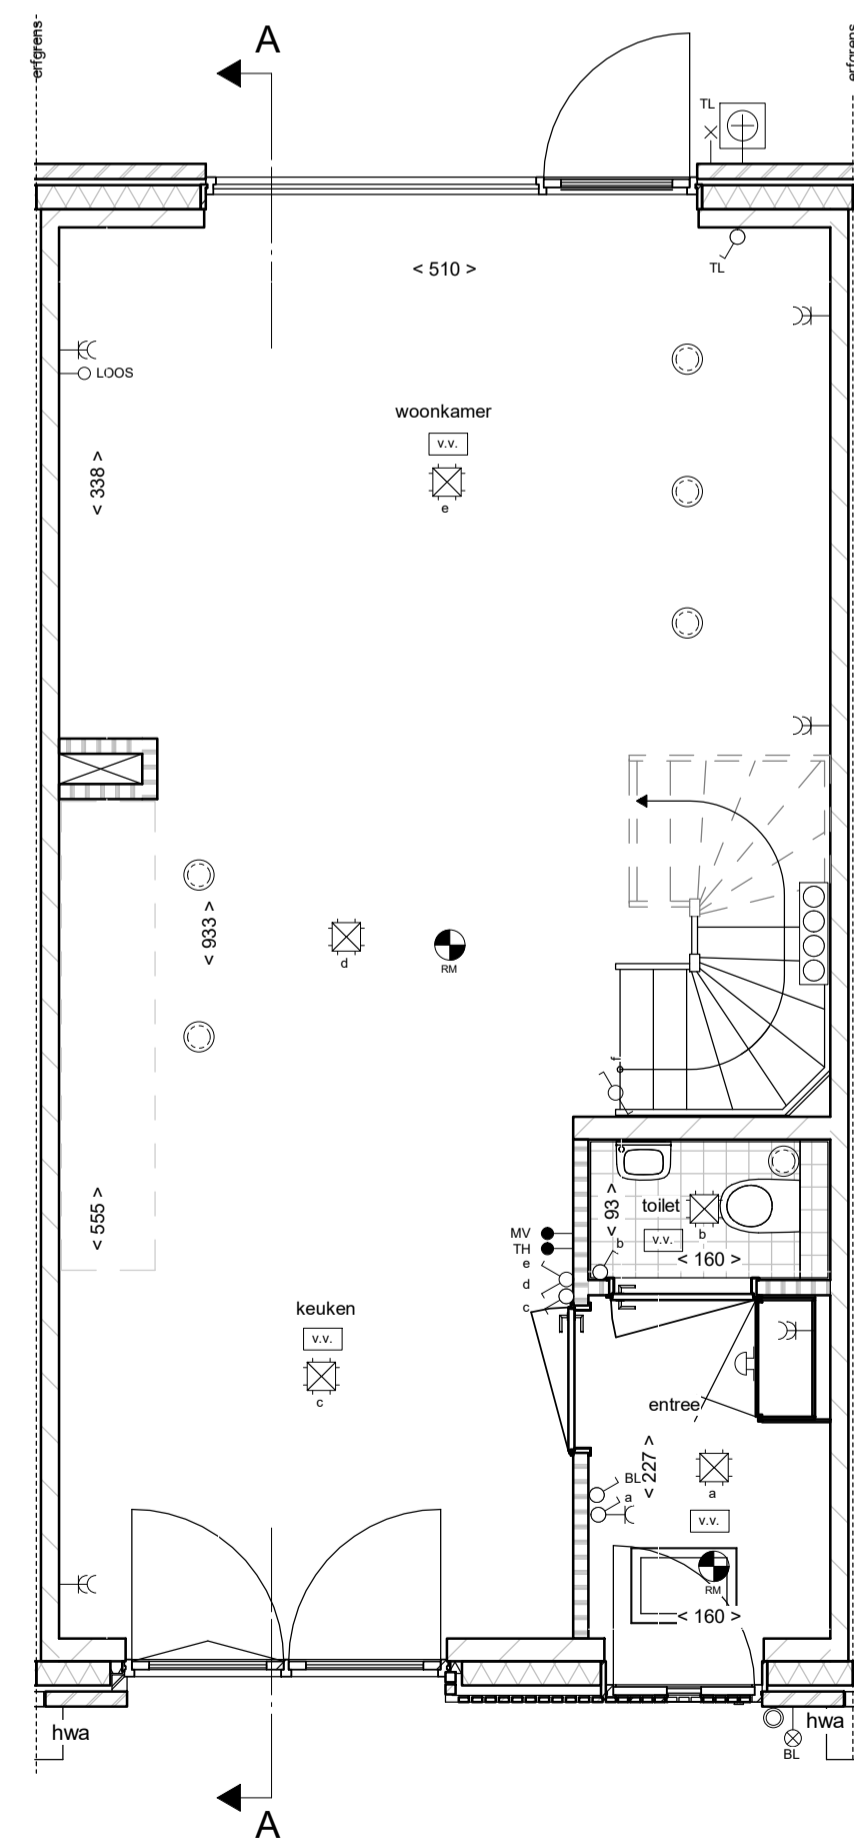 A
erfgrens
erfgrens
TL
< 510 >
TL
LOOS
woonkamer
v.v.
e
< 338 >
< 933 >
d
RM
f
< 555 >
< 93 >
toilet
b
v.v.
b
< 160 >
MV
TH
e
d
c
keuken
v.v.
c
entree
< 227 >
BL
a
a
v.v.
RM
< 160 >
hwa
hwa
BL
A